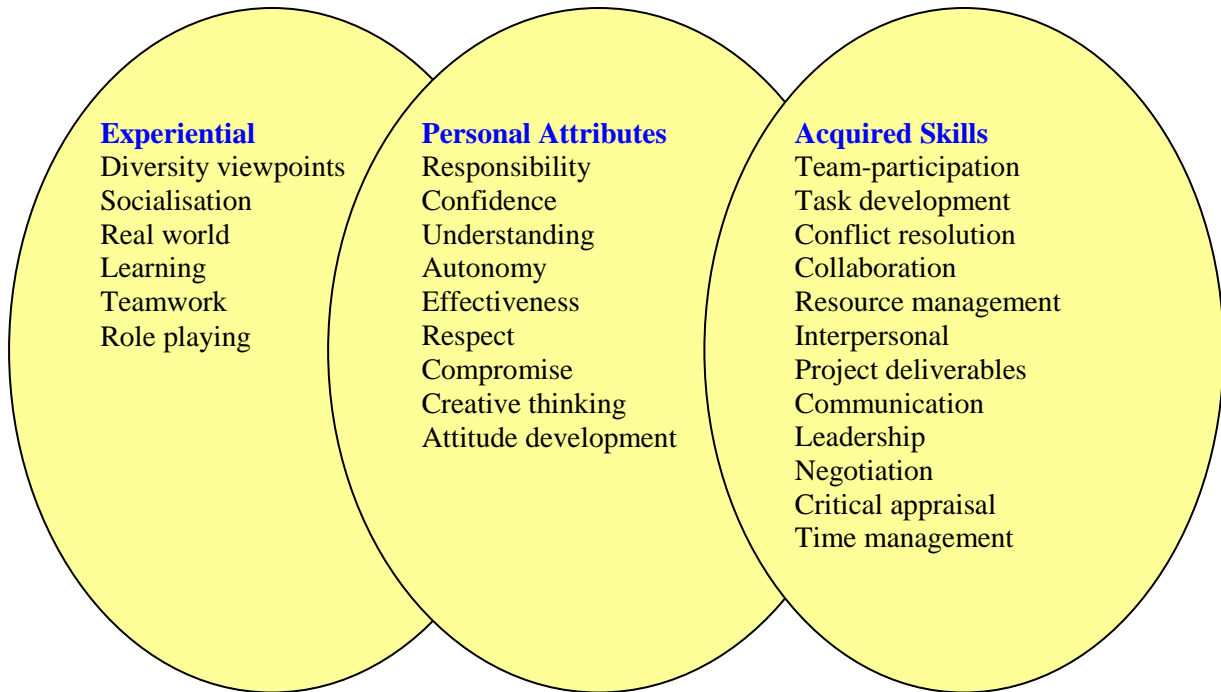 Experiential
Diversity viewpoints
Socialisation
Real world
Learning
Teamwork
Role playing
Personal Attributes
Responsibility
Confidence
Understanding
Autonomy
Effectiveness
Respect
Compromise
Creative thinking
Attitude development
Acquired Skills
Team-participation
Task development
Conflict resolution
Collaboration
Resource management
Interpersonal
Project deliverables
Communication
Leadership
Negotiation
Critical appraisal
Time management